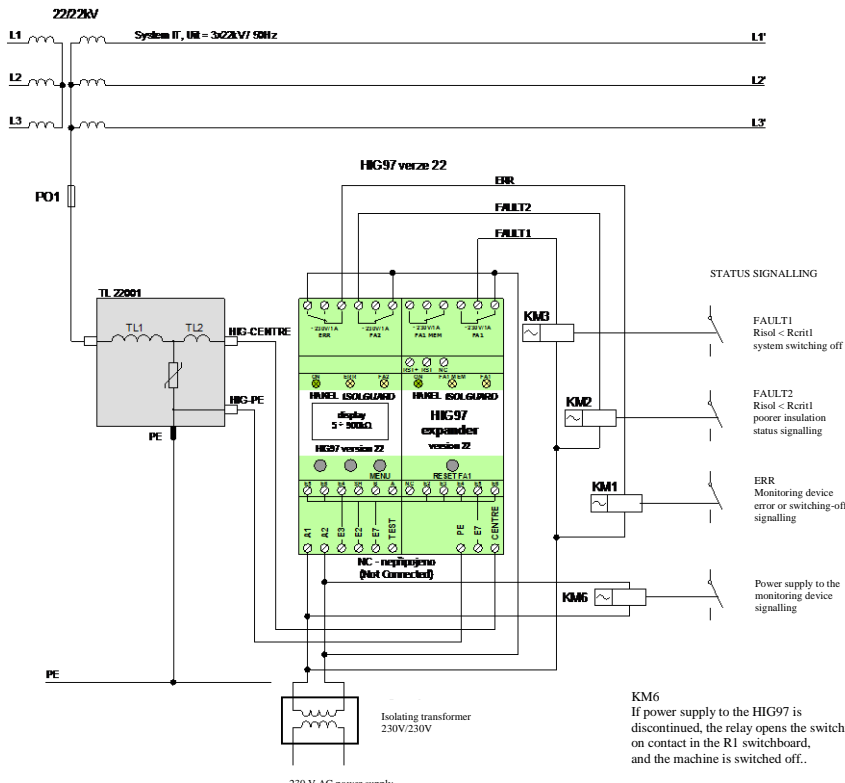 22/22kV
L1
System IT, Un = 3x22kV/ 50Hz
L1'
L2
L2'
L3
L3'
HIG97 verze 22
ERR
PO1
FAULT2
FAULT1
STATUS SIGNALLING
TL 22001
TL1
TL2
HIG-CENTRE
HIG-PE
PE
~230V/1A
ERR
~230V/1A
FA2
~230V/1A
FA1 MEM
~230V/1A
FA1
RST+ RST NC
ON
ERR
FA2
ON
FA1 MEM
FA1
HAKEL ISOLGUARD
HAKEL ISOLGUARD
display
5 ÷ 900kΩ
HIG97
expander
version 22
HIG97 version 22
MENU
RESET FA1
A1
A2
E3
E2
E7
TEST
PE
E7
CENTRE
NC - nepřipojeno
(Not Connected)
KM3
FAULT1
Risol < Rcrit1
system switching off
KM2
FAULT2
Risol < Rcrit1
poorer insulation
status signalling
KM1
ERR
Monitoring device
error or switching-off
signalling
KM6
Power supply to the
monitoring device
signalling
PE
Isolating transformer
230V/230V
230 V AC power supply
KM6
If power supply to the HIG97 is
discontinued, the relay opens the switch
on contact in the R1 switchboard,
and the machine is switched off..